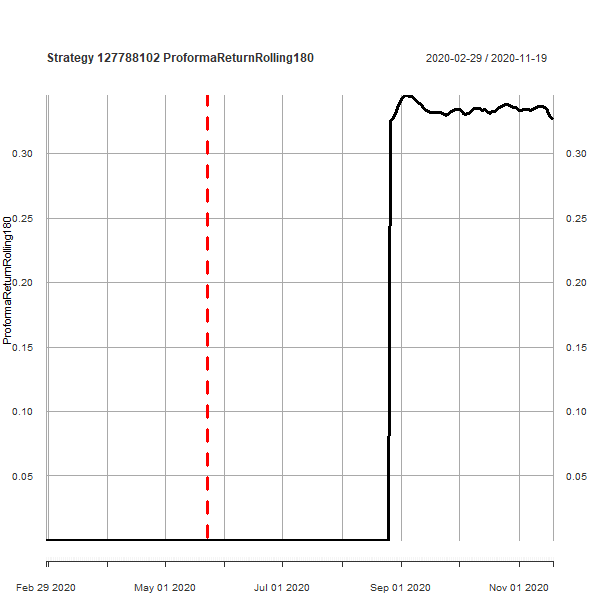 Strategy 127788102 ProformaReturnRolling180
2020-02-29 / 2020-11-19
ProformaReturnRolling180
0.30 0.30
0.25 0.25
0.20 0.20
0.15 0.15
0.10 0.10
0.05 0.05
Feb 29 2020 May 01 2020 Jul 01 2020 Sep 01 2020 Nov 01 2020